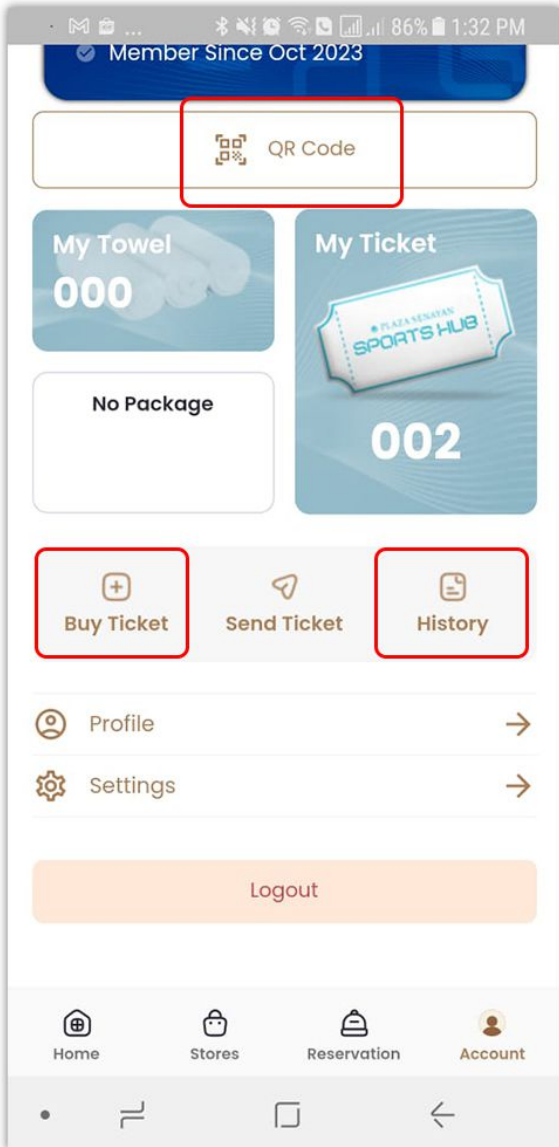 ... 86% 1:32 PM
Member Since Oct 2023
QR Code
My Towel
000
My Ticket
PLAZA SENAYAN
SPORTS HUB
002
No Package
Buy Ticket
Send Ticket
History
Profile
Settings
Logout
Home
Stores
Reservation
Account